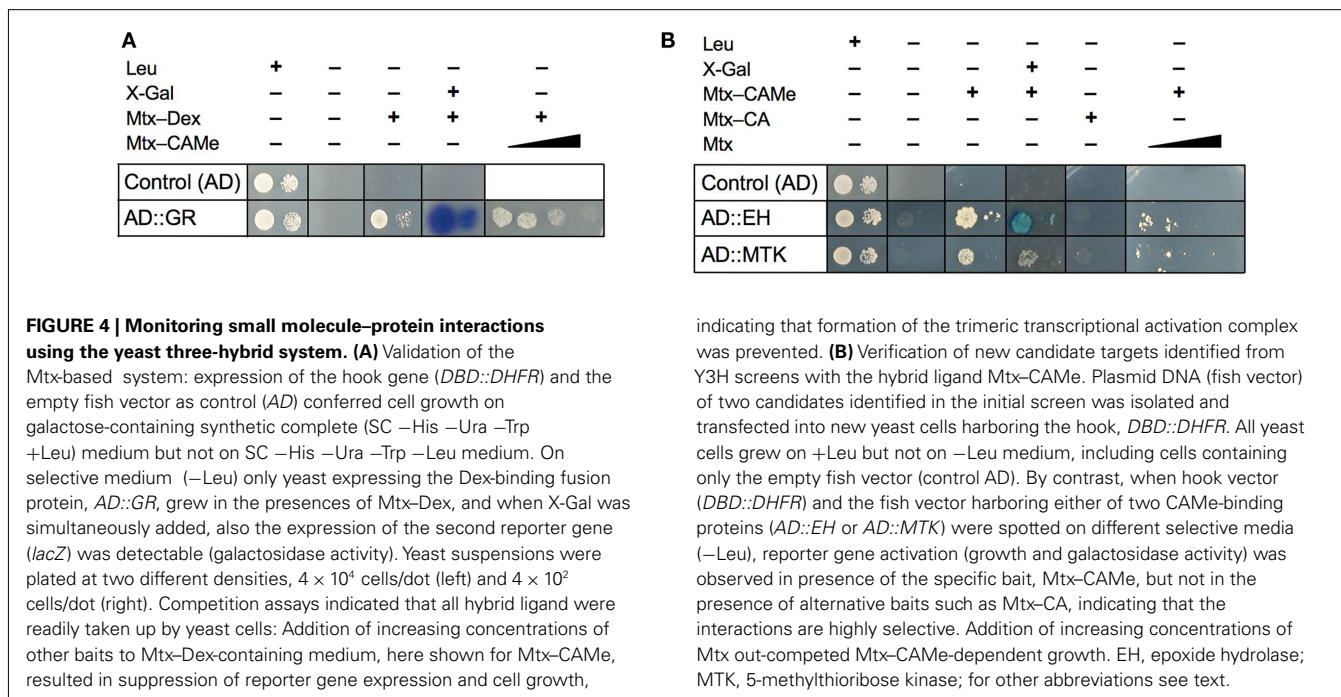 A
Leu + – – – –
X-Gal – – – + –
Mtx–Dex – – + + +
Mtx–CAMe – – – –
Control (AD)
AD::GR
B
Leu + – – – – –
X-Gal – – – + – –
Mtx–CAMe – – + + – +
Mtx–CA – – – – + –
Mtx – – – – –
Control (AD)
AD::EH
AD::MTK
FIGURE 4 | Monitoring small molecule–protein interactions
using the yeast three-hybrid system. (A) Validation of the
Mtx-based system: expression of the hook gene (DBD::DHFR) and the
empty fish vector as control (AD) conferred cell growth on
galactose-containing synthetic complete (SC −His −Ura −Trp
+Leu) medium but not on SC −His −Ura −Trp −Leu medium. On
selective medium (−Leu) only yeast expressing the Dex-binding fusion
protein, AD::GR, grew in the presences of Mtx–Dex, and when X-Gal was
simultaneously added, also the expression of the second reporter gene
(lacZ) was detectable (galactosidase activity). Yeast suspensions were
plated at two different densities, 4 × 10⁴ cells/dot (left) and 4 × 10²
cells/dot (right). Competition assays indicated that all hybrid ligand were
readily taken up by yeast cells: Addition of increasing concentrations of
other baits to Mtx–Dex-containing medium, here shown for Mtx–CAMe,
resulted in suppression of reporter gene expression and cell growth,
indicating that formation of the trimeric transcriptional activation complex
was prevented. (B) Verification of new candidate targets identified from
Y3H screens with the hybrid ligand Mtx–CAMe. Plasmid DNA (fish vector)
of two candidates identified in the initial screen was isolated and
transfected into new yeast cells harboring the hook, DBD::DHFR. All yeast
cells grew on +Leu but not on −Leu medium, including cells containing
only the empty fish vector (control AD). By contrast, when hook vector
(DBD::DHFR) and the fish vector harboring either of two CAMe-binding
proteins (AD::EH or AD::MTK) were spotted on different selective media
(−Leu), reporter gene activation (growth and galactosidase activity) was
observed in presence of the specific bait, Mtx–CAMe, but not in the
presence of alternative baits such as Mtx–CA, indicating that the
interactions are highly selective. Addition of increasing concentrations of
Mtx out-competed Mtx–CAMe-dependent growth. EH, epoxide hydrolase;
MTK, 5-methylthioribose kinase; for other abbreviations see text.